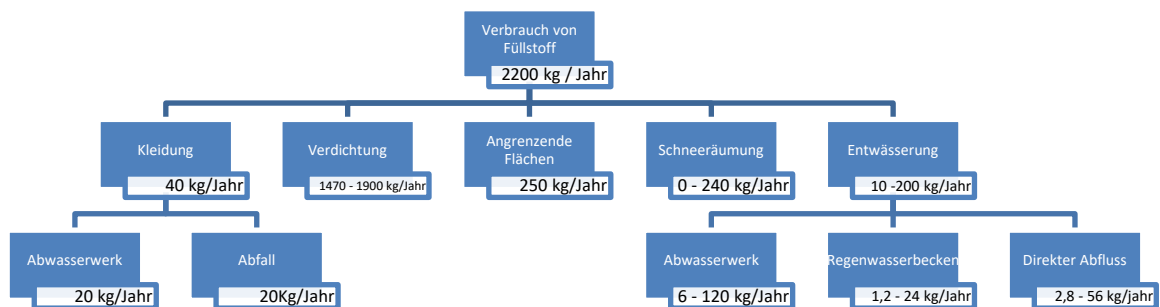 Verbrauch von
Füllstoff
2200 kg / Jahr
Kleidung
40 kg/Jahr
Verdichtung
1470 - 1900 kg/Jahr
Angrenzende
Flächen
250 kg/Jahr
Schneeräumung
0 - 240 kg/Jahr
Entwässerung
10 -200 kg/Jahr
Abwasserwerk
20 kg/Jahr
Abfall
20Kg/Jahr
Abwasserwerk
6 - 120 kg/Jahr
Regenwasserbecken
1,2 - 24 kg/Jahr
Direkter Abfluss
2,8 - 56 kg/jahr